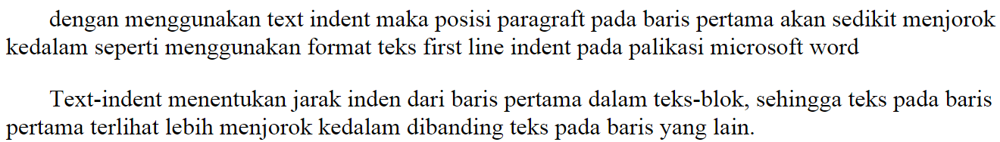 dengan menggunakan text indent maka posisi paragraft pada baris pertama akan sedikit menjorok
kedalam seperti menggunakan format teks first line indent pada palikasi microsoft word
Text-indent menentukan jarak inden dari baris pertama dalam teks-blok, sehingga teks pada baris
pertama terlihat lebih menjorok kedalam dibanding teks pada baris yang lain.